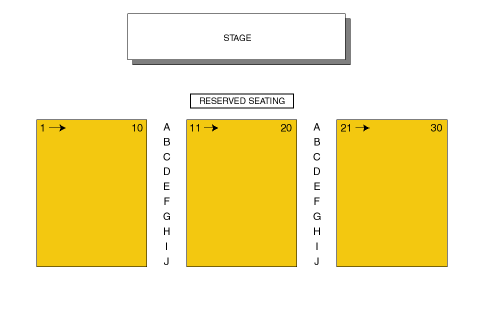 STAGE
RESERVED SEATING
1 10 A 11 20 A 21 30
B B
C C
D D
E E
F F
G G
H H
I I
J J